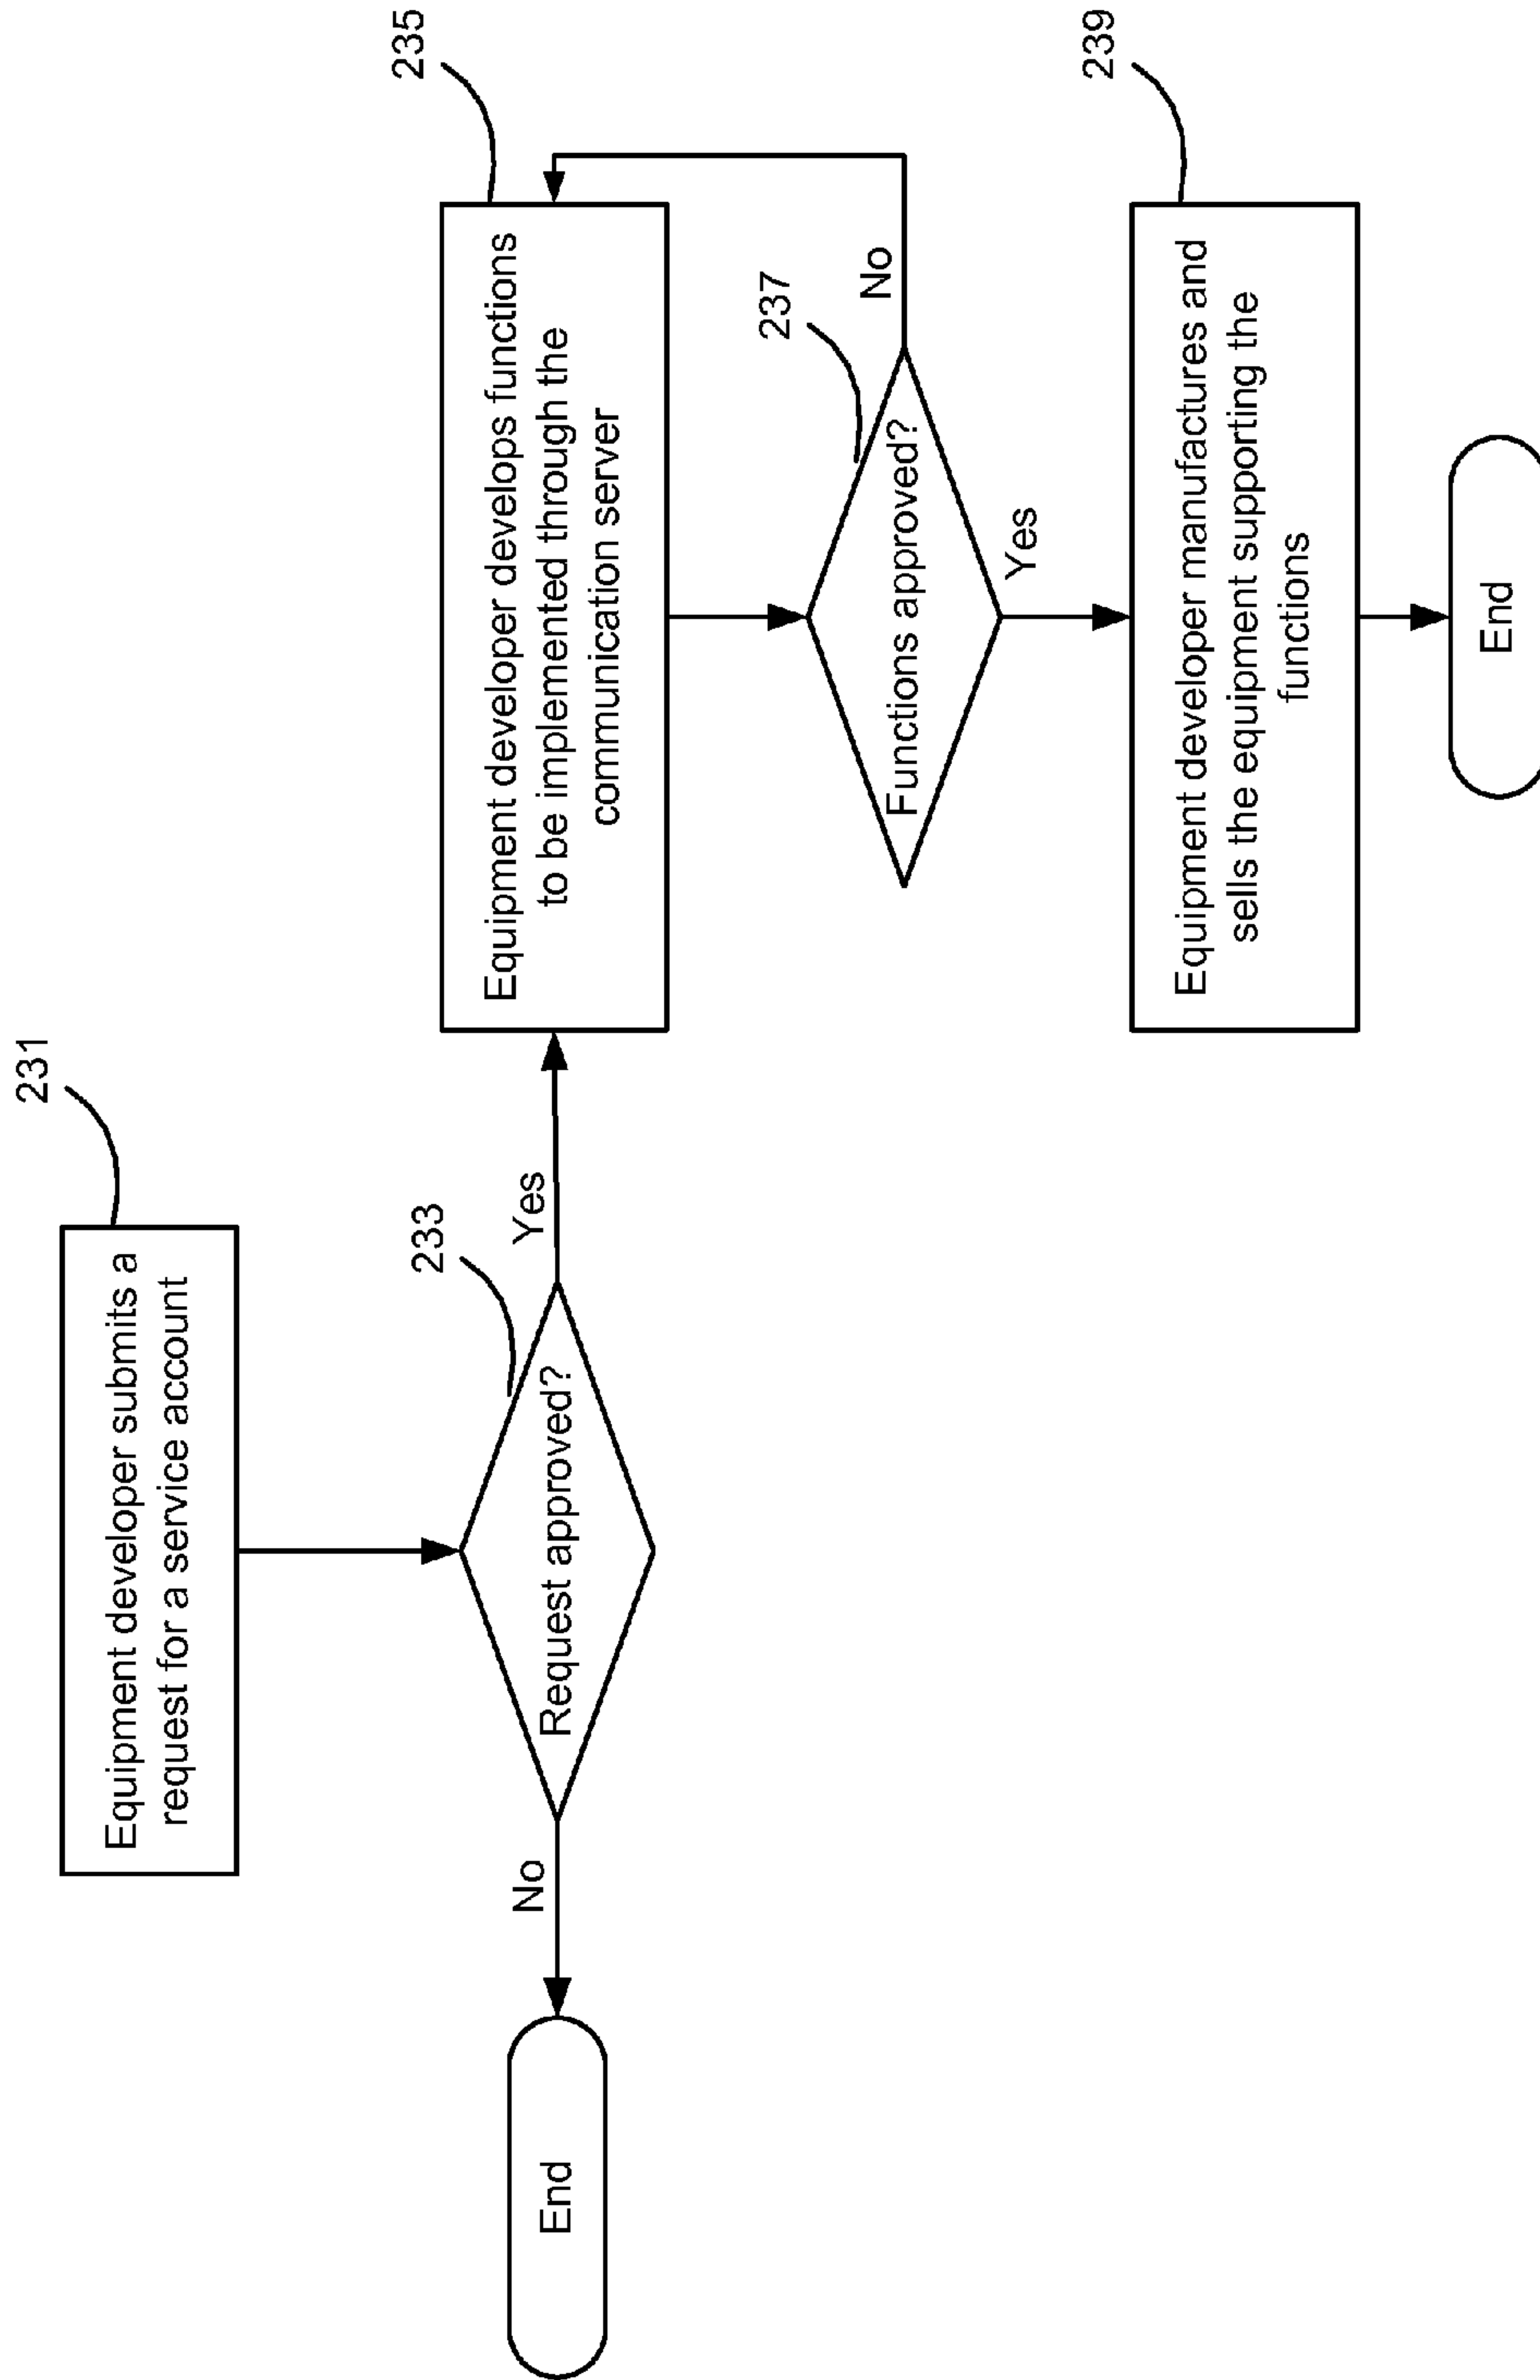 231
Equipment developer submits a
request for a service account
233
Request approved?
No
End
Yes
235
Equipment developer develops functions
to be implemented through the
communication server
237
Functions approved?
No
Yes
239
Equipment developer manufactures and
sells the equipment supporting the
functions
End